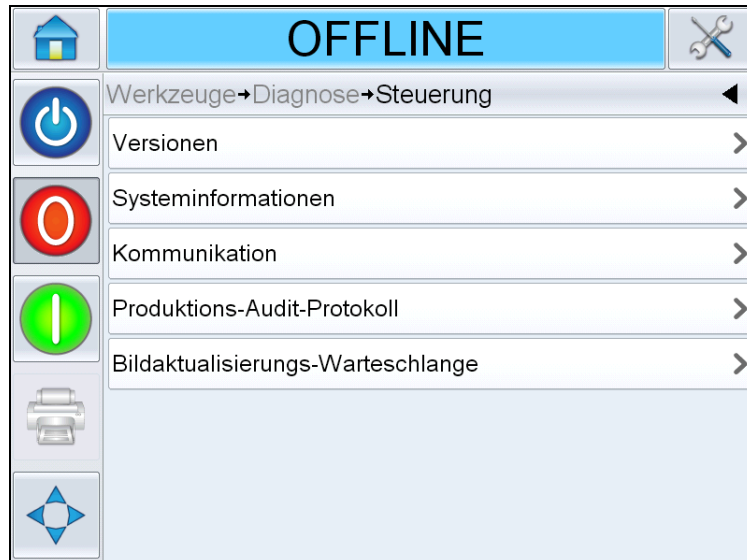 OFFLINE
Werkzeuge→Diagnose→Steuerung
Versionen
Systeminformationen
Kommunikation
Produktions-Audit-Protokoll
Bildaktualisierungs-Warteschlange